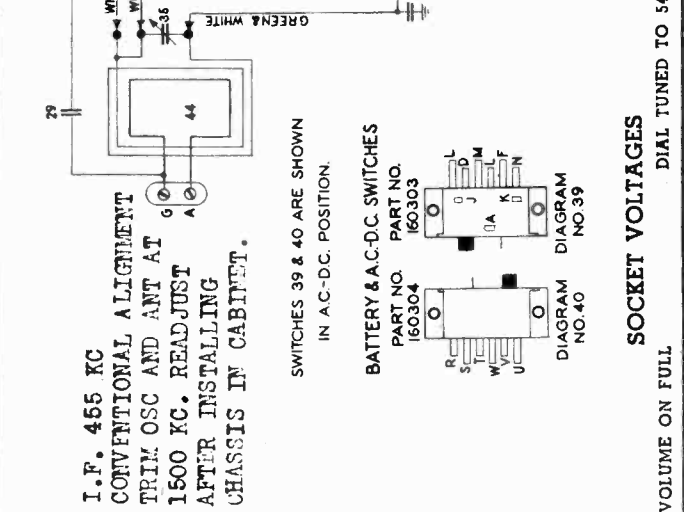 I.F. 455 KC
CONVENTIONAL ALIGNMENT
TRIM OSC AND ANT AT
1500 KC. READJUST
AFTER INSTALLING
CHASSIS IN CABINET.
29
44
G
A
35
GREEN & WHITE
SWITCHES 39 & 40 ARE SHOWN
IN A.C.-D.C. POSITION.
BATTERY & A.C.-D.C. SWITCHES
PART NO.
160304
R
S
T
W
V
U
DIAGRAM
NO. 40
PART NO.
160303
L
D
M
L
F
N
J
A
K
DIAGRAM
NO. 39
SOCKET VOLTAGES
VOLUME ON FULL
DIAL TUNED TO 54